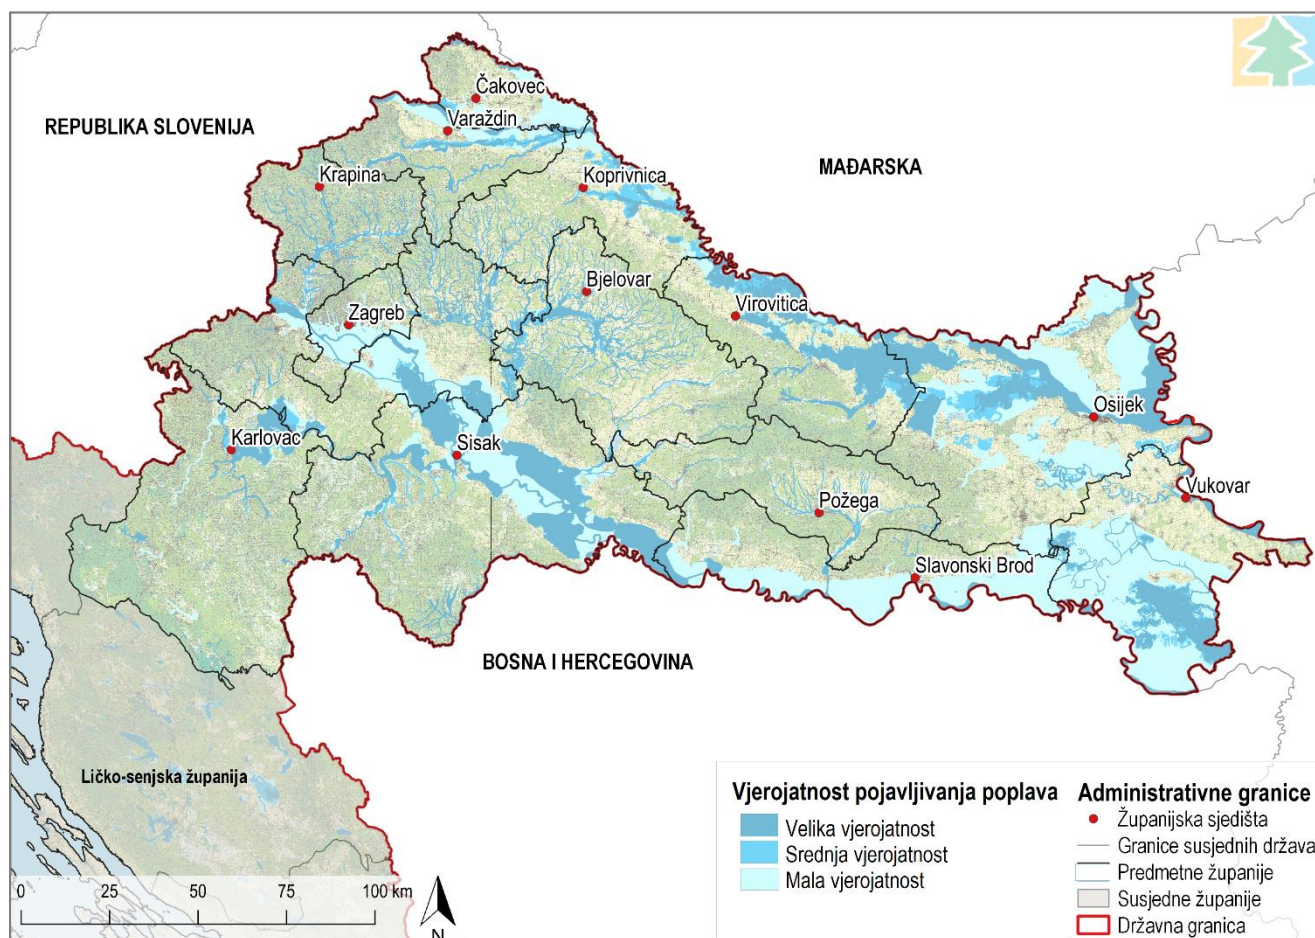 Čakovec
Varaždin
REPUBLIKA SLOVENIJA
MAĐARSKA
Krapina
Koprivnica
Bjelovar
Virovitica
Zagreb
Osijek
Karlovac
Sisak
Vukovar
Požega
Slavonski Brod
BOSNA I HERCEGOVINA
Ličko-senjska županija
Vjerojatnost pojavljivanja poplava
Velika vjerojatnost
Srednja vjerojatnost
Mala vjerojatnost
Administrativne granice
Županijska sjedišta
Granice susjednih država
Predmetne županije
Susjedne županije
Državna granica
0 25 50 75 100 km
N